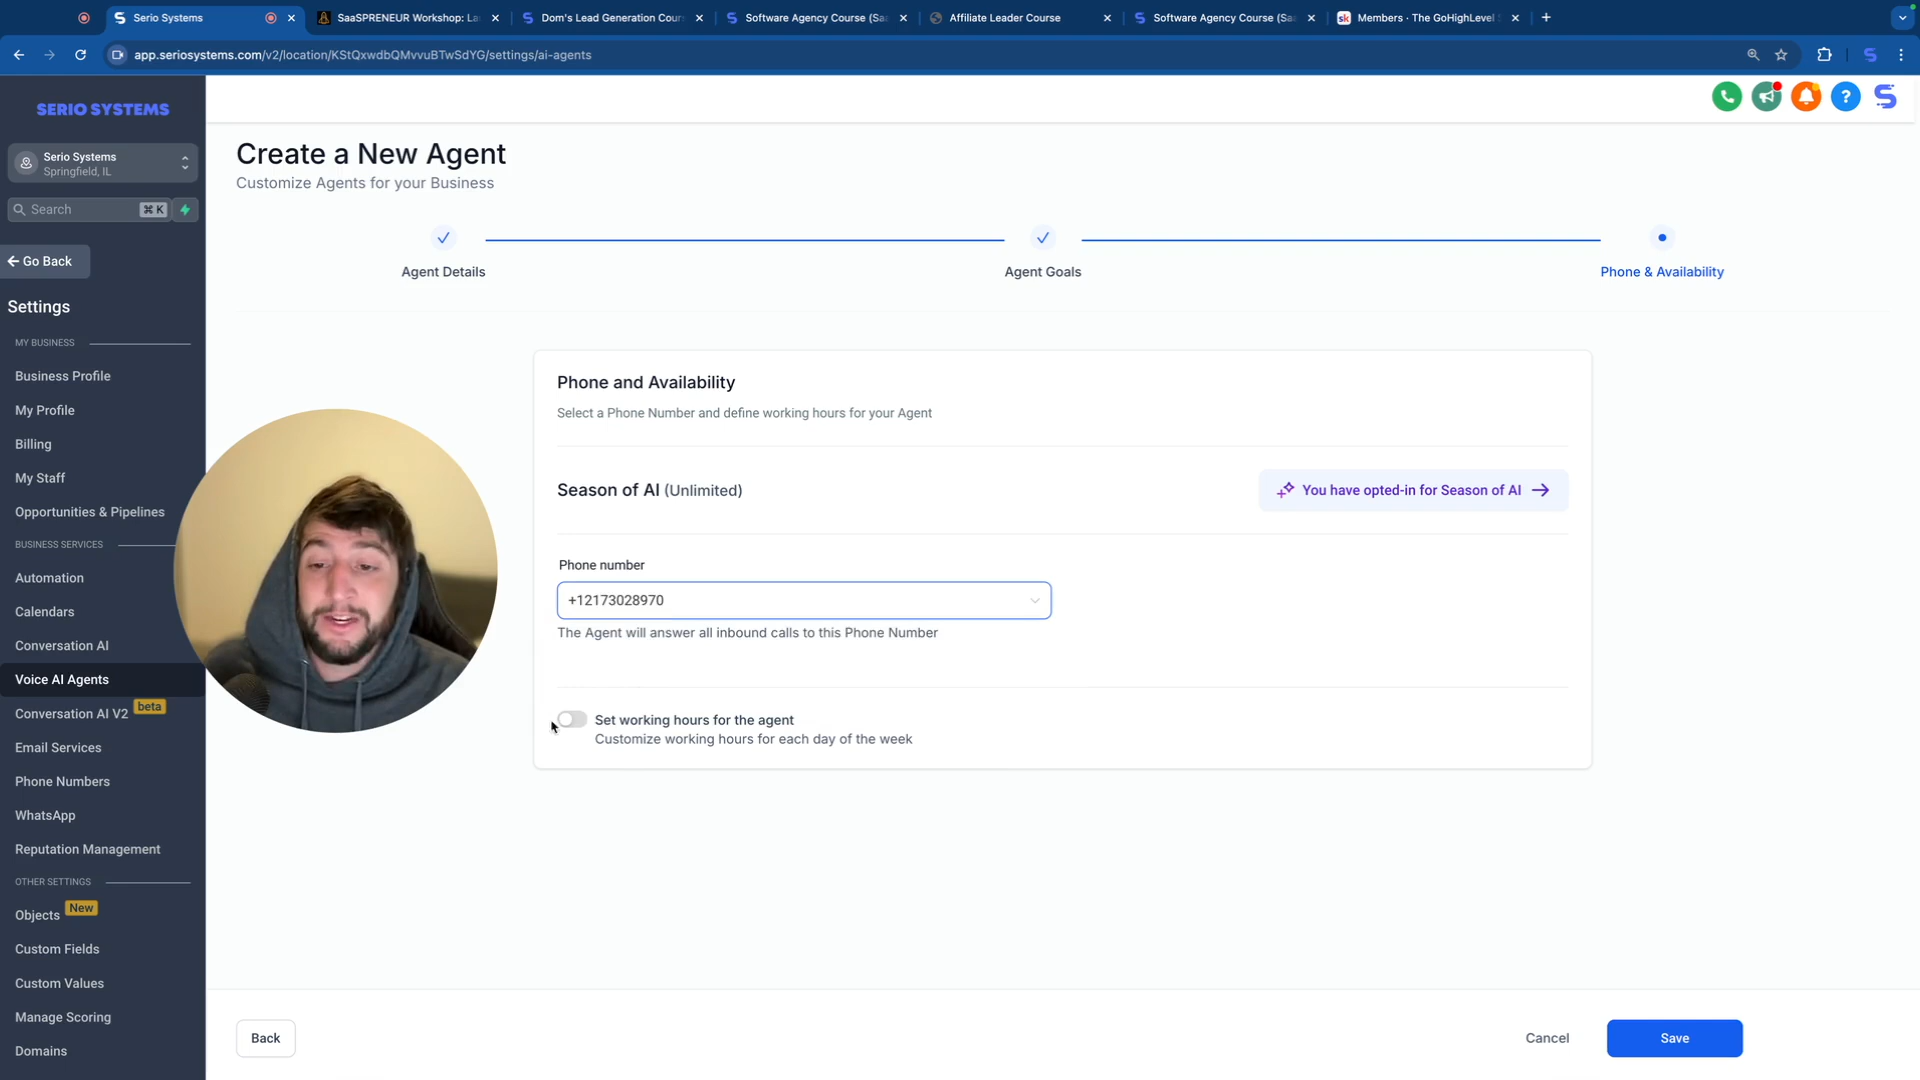 Serio Systems
SaaSPRENEUR Workshop: La
Dom's Lead Generation Cour
Software Agency Course (Saa
Affiliate Leader Course
Software Agency Course (Saa
Members · The GoHighLevel
app.seriosystems.com/v2/location/KStQxwdbQMvvuBTwSdYG/settings/ai-agents
SERIO SYSTEMS
Serio Systems
Springfield, IL
Search
⌘ K
Go Back
Settings
MY BUSINESS
Business Profile
My Profile
Billing
My Staff
Opportunities & Pipelines
BUSINESS SERVICES
Automation
Calendars
Conversation AI
Voice AI Agents
Conversation AI V2 beta
Email Services
Phone Numbers
WhatsApp
Reputation Management
OTHER SETTINGS
Objects New
Custom Fields
Custom Values
Manage Scoring
Domains
Create a New Agent
Customize Agents for your Business
Agent Details
Agent Goals
Phone & Availability
Phone and Availability
Select a Phone Number and define working hours for your Agent
Season of AI (Unlimited)
You have opted-in for Season of AI
Phone number
+12173028970
The Agent will answer all inbound calls to this Phone Number
Set working hours for the agent
Customize working hours for each day of the week
Back
Cancel
Save